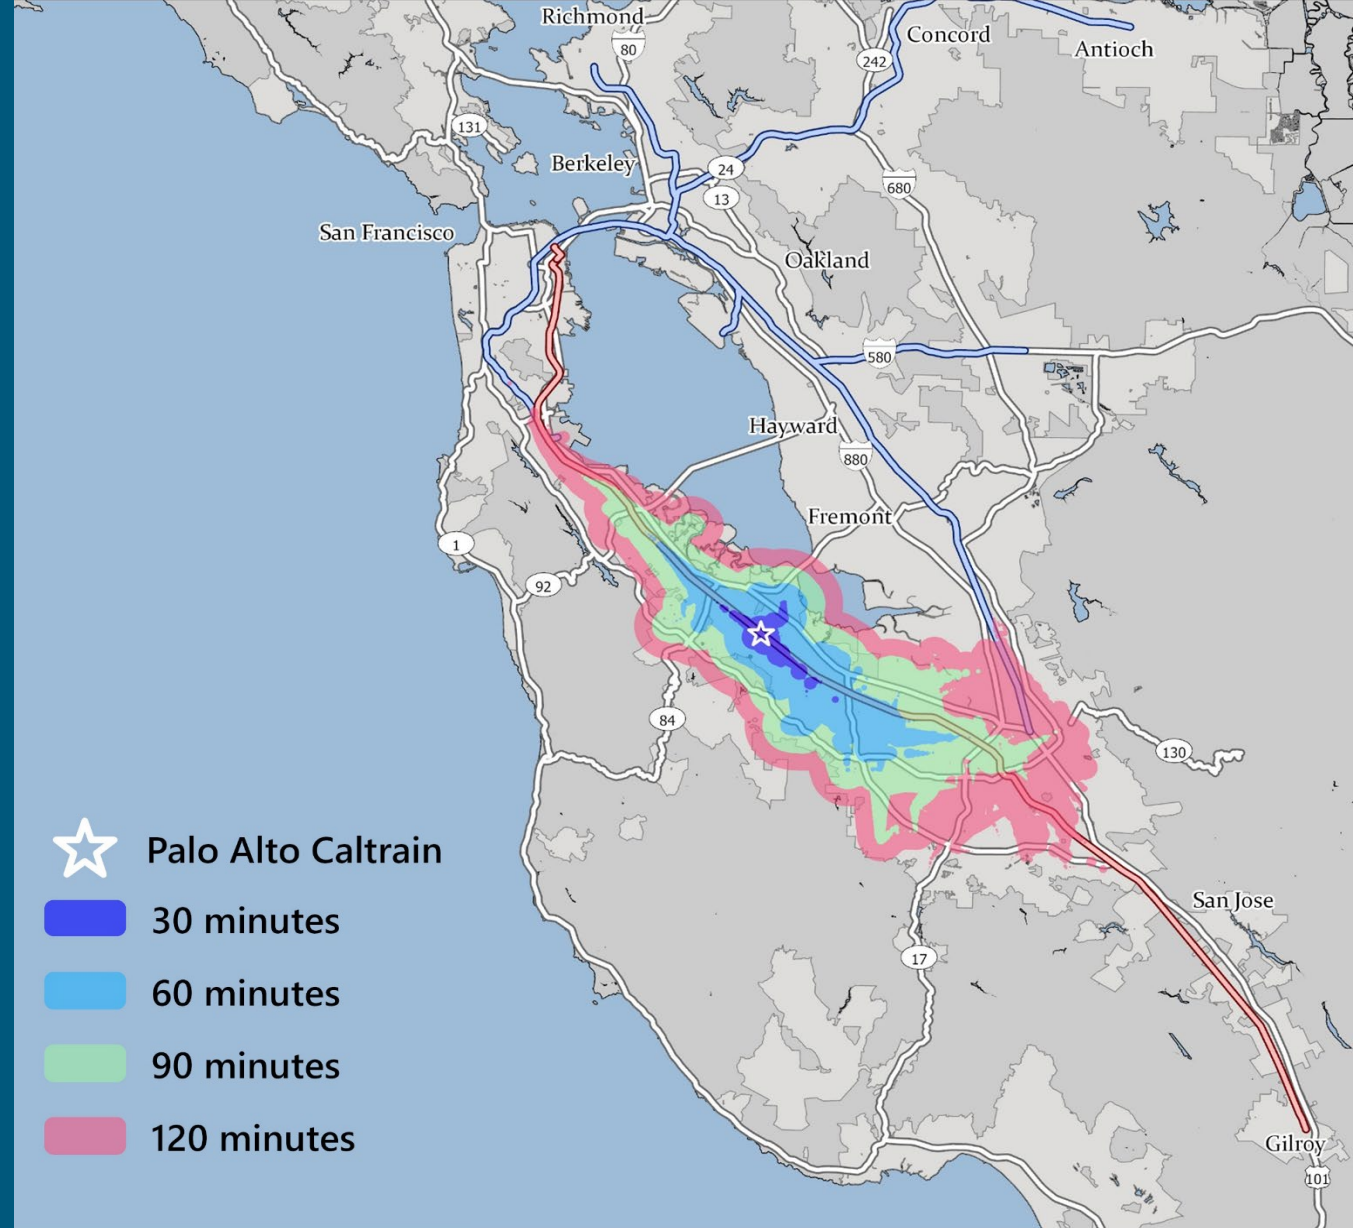 Richmond
80
Concord
242
Antioch
131
Berkeley
24
13
680
San Francisco
Oakland
580
Hayward
880
Fremont
1
92
84
130
Palo Alto Caltrain
30 minutes
San Jose
17
60 minutes
90 minutes
120 minutes
Gilroy
101